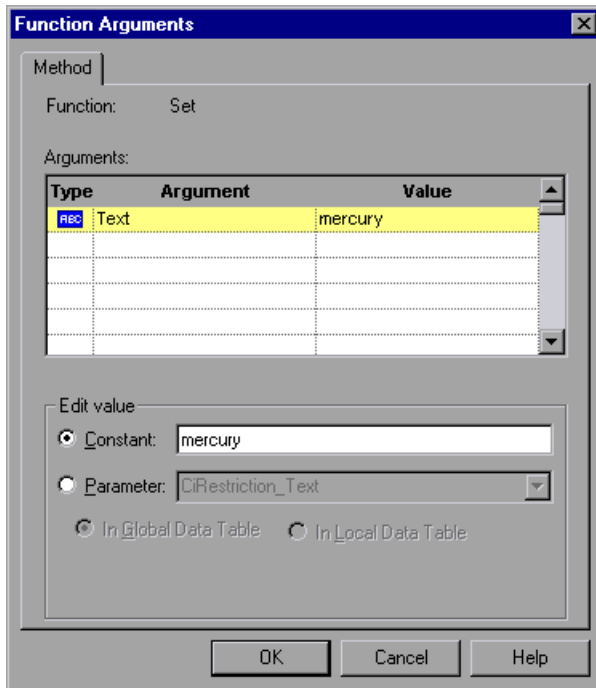 Function Arguments
Method
Function: Set
Arguments:
Type Argument Value
ABC Text mercury
Edit value
Constant: mercury
Parameter: CiRestriction_Text
In Global Data Table In Local Data Table
OK Cancel Help